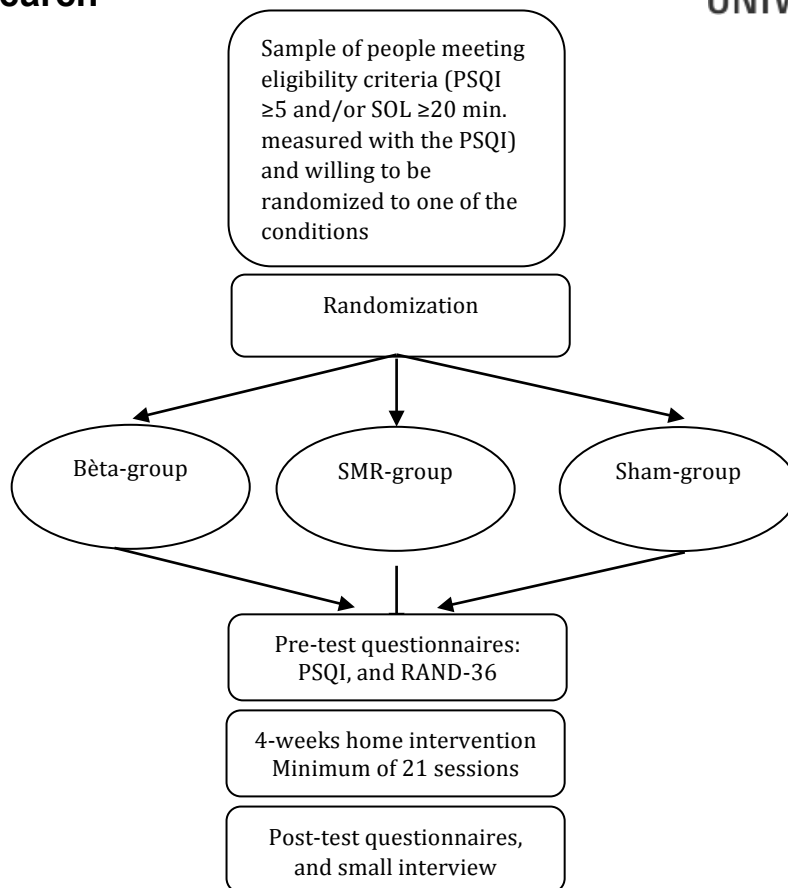 Sample of people meeting
eligibility criteria (PSQI
≥5 and/or SOL ≥20 min.
measured with the PSQI)
and willing to be
randomized to one of the
conditions
Randomization
Bèta-group
SMR-group
Sham-group
Pre-test questionnaires:
PSQI, and RAND-36
4-weeks home intervention
Minimum of 21 sessions
Post-test questionnaires,
and small interview